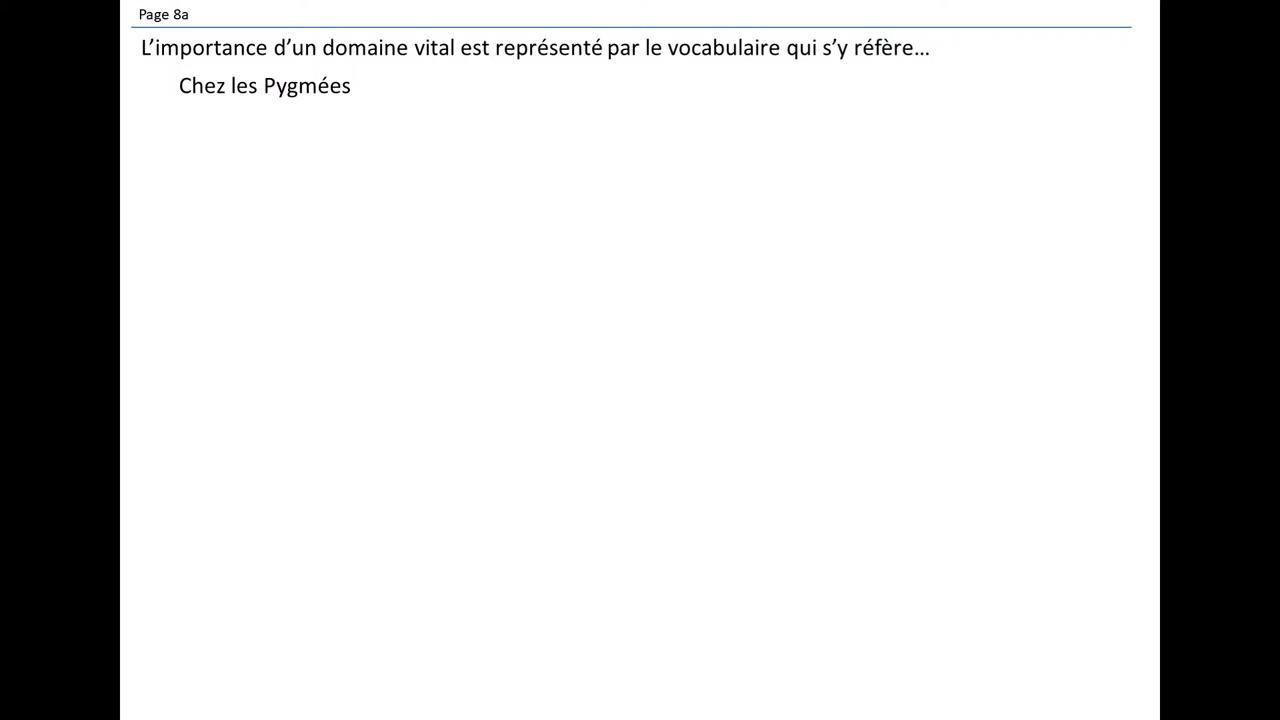 Page 8a
L’importance d’un domaine vital est représenté par le vocabulaire qui s’y réfère…
Chez les Pygmées